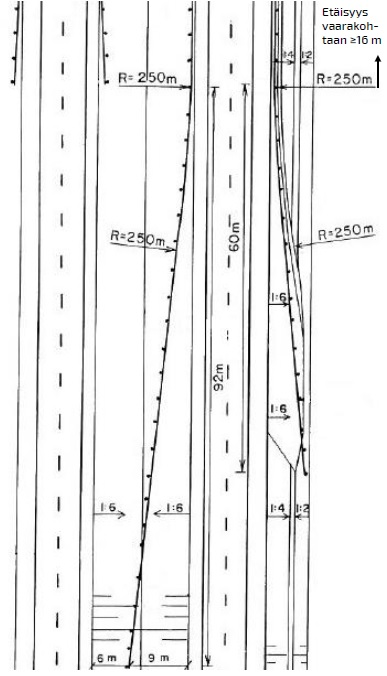 Etäisyys
vaarakoh-
taan ≥16 m
1:4
1:2
R=250m
R=250m
R=250m
R=250m
60m
1:6
92m
1:6
1:6
1:6
1:4
1:2
6 m
9 m